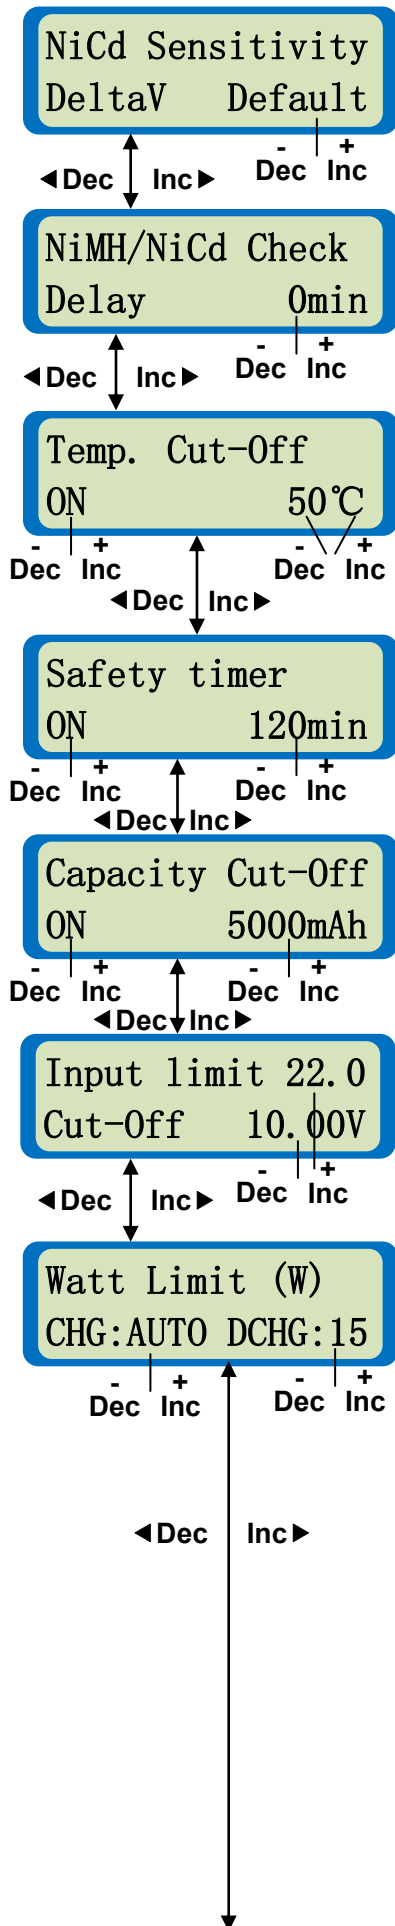 NiCd Sensitivity
DeltaV Default
- +
Dec Inc
◄Dec Inc►
NiMH/NiCd Check
Delay 0min
- +
Dec Inc
◄Dec Inc►
Temp. Cut-Off
ON 50℃
- + - +
Dec Inc Dec Inc
◄Dec Inc►
Safety timer
ON 120min
- + - +
Dec Inc Dec Inc
◄Dec Inc►
Capacity Cut-Off
ON 5000mAh
- + - +
Dec Inc Dec Inc
◄Dec Inc►
Input limit 22.0
Cut-Off 10.00V
- +
Dec Inc
◄Dec Inc►
Watt Limit (W)
CHG:AUTO DCHG:15
- + - +
Dec Inc Dec Inc
◄Dec Inc►